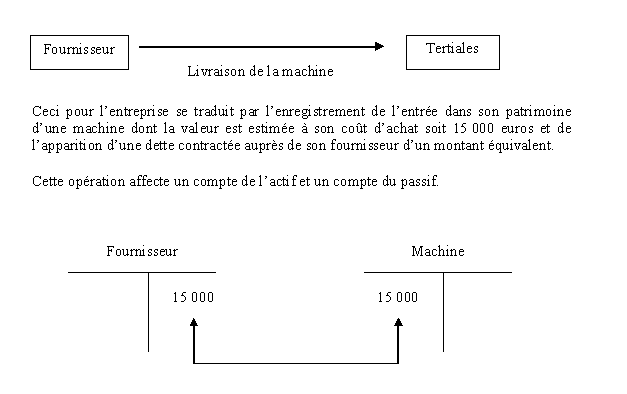 Fournisseur
Tertiales
Livraison de la machine
Ceci pour l’entreprise se traduit par l’enregistrement de l’entrée dans son patrimoine
d’une machine dont la valeur est estimée à son coût d’achat soit 15 000 euros et de
l’apparition d’une dette contractée auprès de son fournisseur d’un montant équivalent.
Cette opération affecte un compte de l’actif et un compte du passif.
Fournisseur
Machine
15 000
15 000